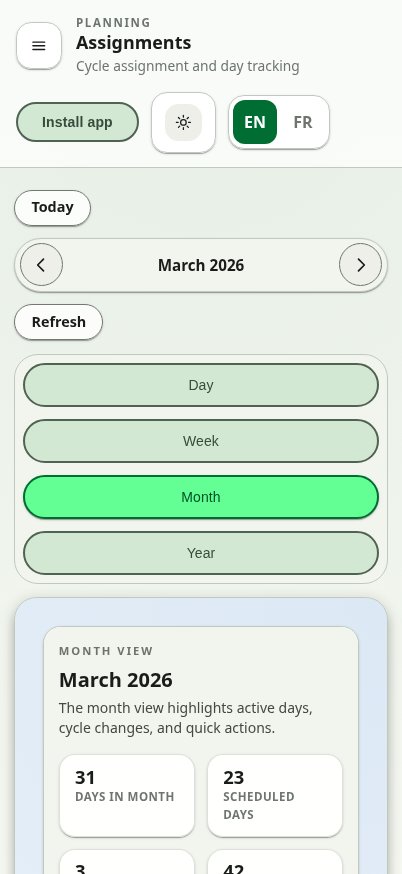 PLANNING
Assignments
Cycle assignment and day tracking
Install app
EN FR
Today
March 2026
Refresh
Day
Week
Month
Year
MONTH VIEW
March 2026
The month view highlights active days,
cycle changes, and quick actions.
31
DAYS IN MONTH
23
SCHEDULED
DAYS
3
42